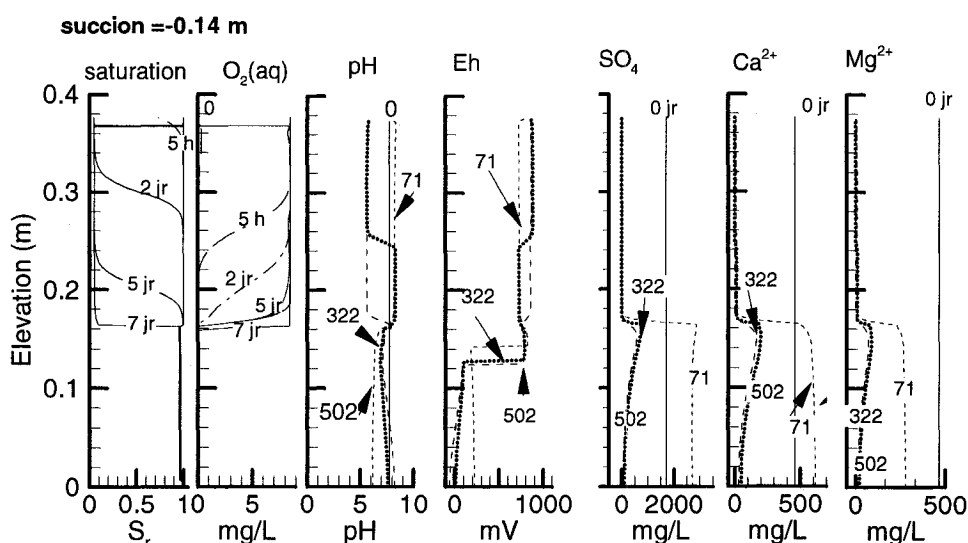 succion =-0.14 m
saturation O₂(aq) pH Eh SO₄ Ca²⁺ Mg²⁺
0.4 0 0 0 jr 0 jr 0 jr
5 h
71 71
0.3 2 jr
5 h
2 jr
0.2 5 jr 5 jr 322 322 322
7 jr 7 jr 322
0.1 502 502 502 502 71 71 322 71
502
0
0 1 0 5 10 0 5 10 0 1000 0 2000 0 500 0 500
Sᵣ mg/L pH mV mg/L mg/L mg/L
Elevation (m)